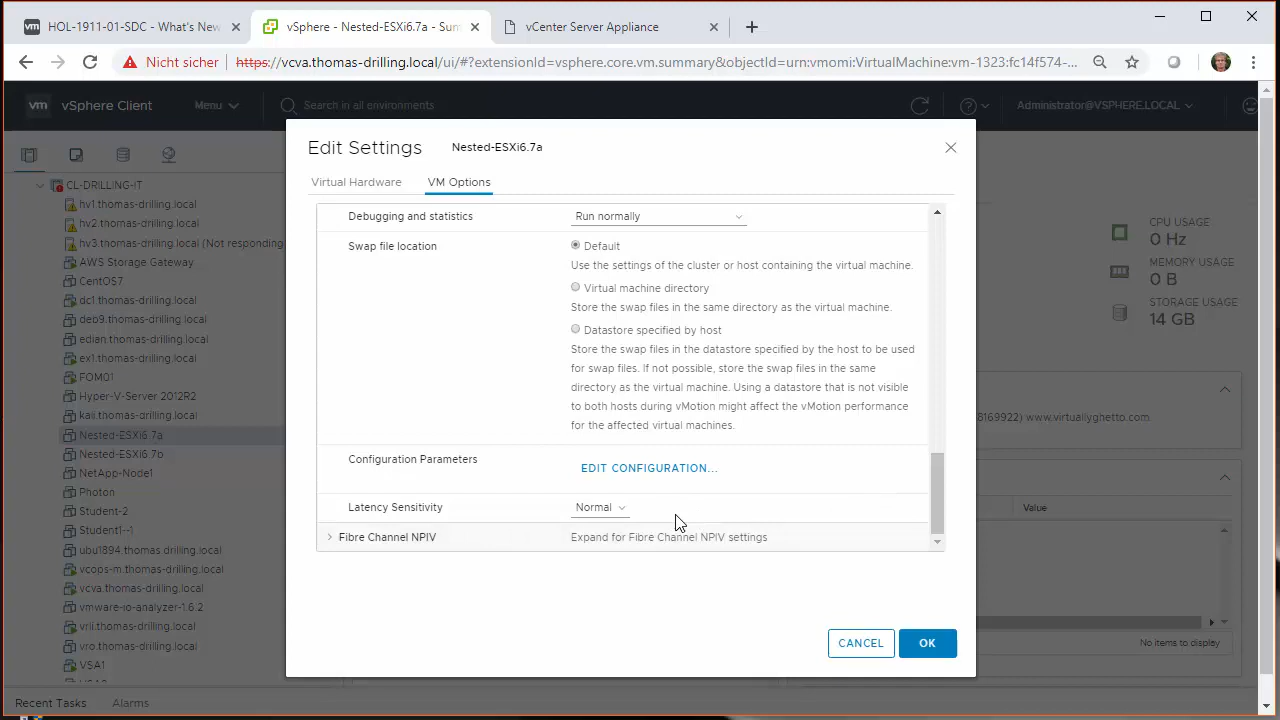 HOL-1911-01-SDC - What's New
vSphere - Nested-ESXi6.7a - Sum
vCenter Server Appliance
Nicht sicher
https://vcva.thomas-drilling.local/ui/#?extensionId=vsphere.core.vm.summary&objectId=urn:vmomi:VirtualMachine:vm-1323:fc14f574-...
vm vSphere Client Menu Search in all environments Administrator@VSPHERE.LOCAL
Edit Settings Nested-ESXi6.7a
Virtual Hardware VM Options
CL-DRILLING-IT
hv1.thomas-drilling.local
hv2.thomas-drilling.local
hv3.thomas-drilling.local (Not responding
AWS Storage Gateway
CentOS7
dc1.thomas-drilling.local
deb9.thomas-drilling.local
edian.thomas-drilling.local
ex1.thomas-drilling.local
FOM01
Hyper-V-Server 2012R2
kali.thomas-drilling.local
Nested-ESXi6.7a
Nested-ESXi6.7b
NetApp-Node1
Photon
Student-2
Student1--1
ubu1894.thomas-drilling.local
vcops-m.thomas-drilling.local
vcva.thomas-drilling.local
vmware-io-analyzer-1.6.2
vrli.thomas-drilling.local
vro.thomas-drilling.local
VSA1
Debugging and statistics Run normally
Swap file location Default
Use the settings of the cluster or host containing the virtual machine.
Virtual machine directory
Store the swap files in the same directory as the virtual machine.
Datastore specified by host
Store the swap files in the datastore specified by the host to be used
for swap files. If not possible, store the swap files in the same
directory as the virtual machine. Using a datastore that is not visible
to both hosts during vMotion might affect the vMotion performance
for the affected virtual machines.
Configuration Parameters EDIT CONFIGURATION...
Latency Sensitivity Normal
Fibre Channel NPIV Expand for Fibre Channel NPIV settings
CANCEL OK
CPU USAGE
0 Hz
MEMORY USAGE
0 B
STORAGE USAGE
14 GB
8169922) www.virtuallyghetto.com
Value
No items to display
Recent Tasks Alarms